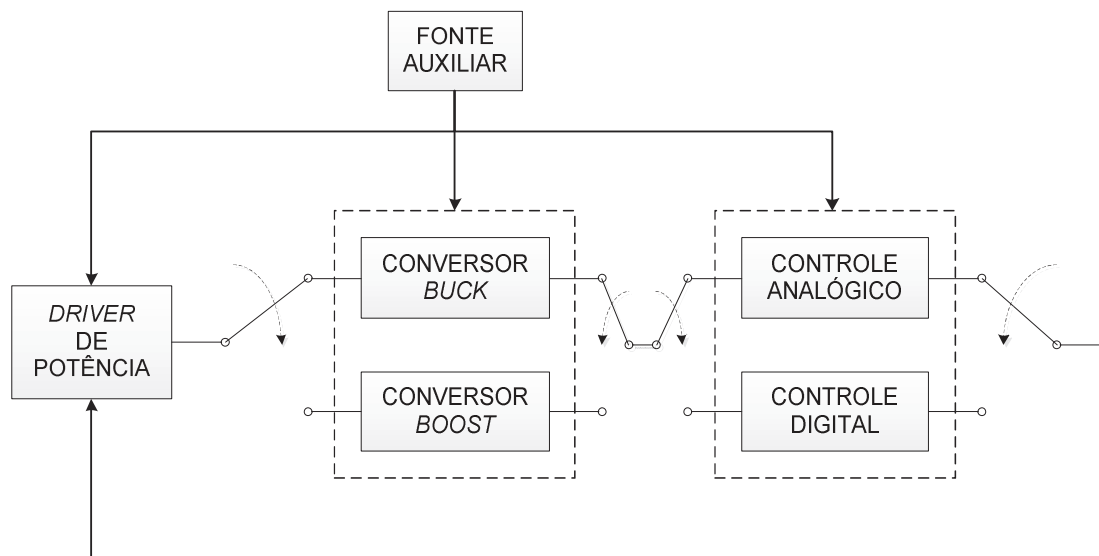 FONTE
AUXILIAR
DRIVER
DE
POTÊNCIA
CONVERSOR
BUCK
CONVERSOR
BOOST
CONTROLE
ANALÓGICO
CONTROLE
DIGITAL